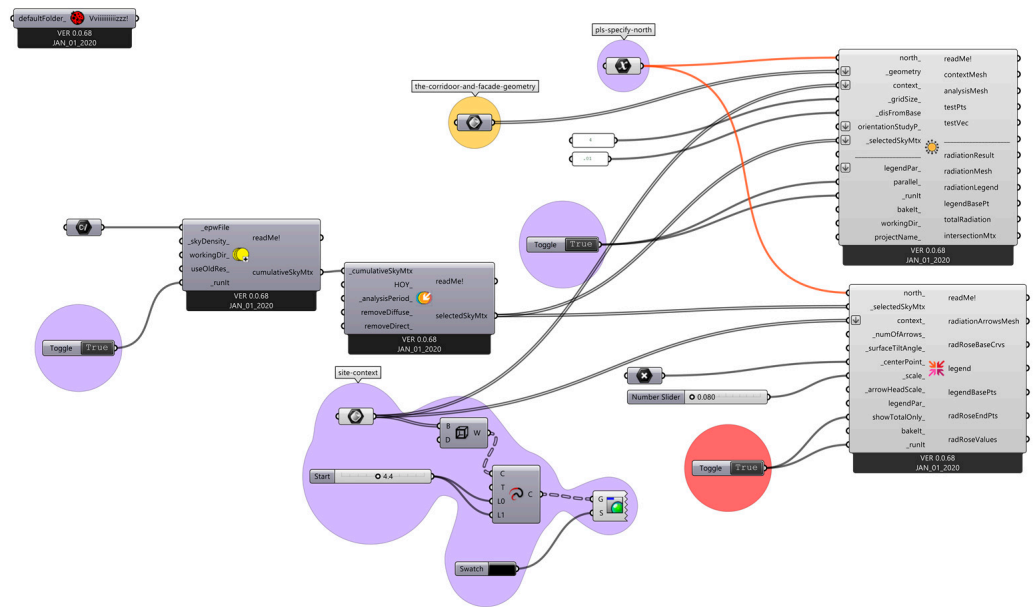 defaultFolder_ Vviiiiiiiiizzz!
VER 0.0.68
JAN_01_2020
pls-specify-north
the-corridoor-and-facade-geometry
north_ readMe!
_geometry contextMesh
context_ analysisMesh
_gridSize_ testPts
_disFromBase_ testVec
orientationStudyP_
_selectedSkyMtx radiationResult
legendPar_ radiationMesh
parallel_ radiationLegend
_runIt legendBasePt
bakeIt_ totalRadiation
workingDir_ intersectionMtx
projectName_
VER 0.0.68
JAN_01_2020
Toggle True
_epwFile
_skyDensity_ readMe!
workingDir_
useOldRes_ cumulativeSkyMtx
_runIt
VER 0.0.68
JAN_01_2020
Toggle True
_cumulativeSkyMtx
HOY_ readMe!
_analysisPeriod_
removeDiffuse_ selectedSkyMtx
removeDirect_
VER 0.0.68
JAN_01_2020
north_ readMe!
_selectedSkyMtx
context_ radiationArrowsMesh
_numOfArrows_
_surfaceTiltAngle_ radRoseBaseCrvs
_centerPoint_ legend
_scale_
_arrowHeadScale_ legendBasePts
legendPar_
showTotalOnly_ radRoseEndPts
bakeIt_
_runIt radRoseValues
VER 0.0.68
JAN_01_2020
Number Slider 0.080
Toggle True
site-context
B W
D
Start 4.4
C
T
L0 C
L1
G
S
Swatch